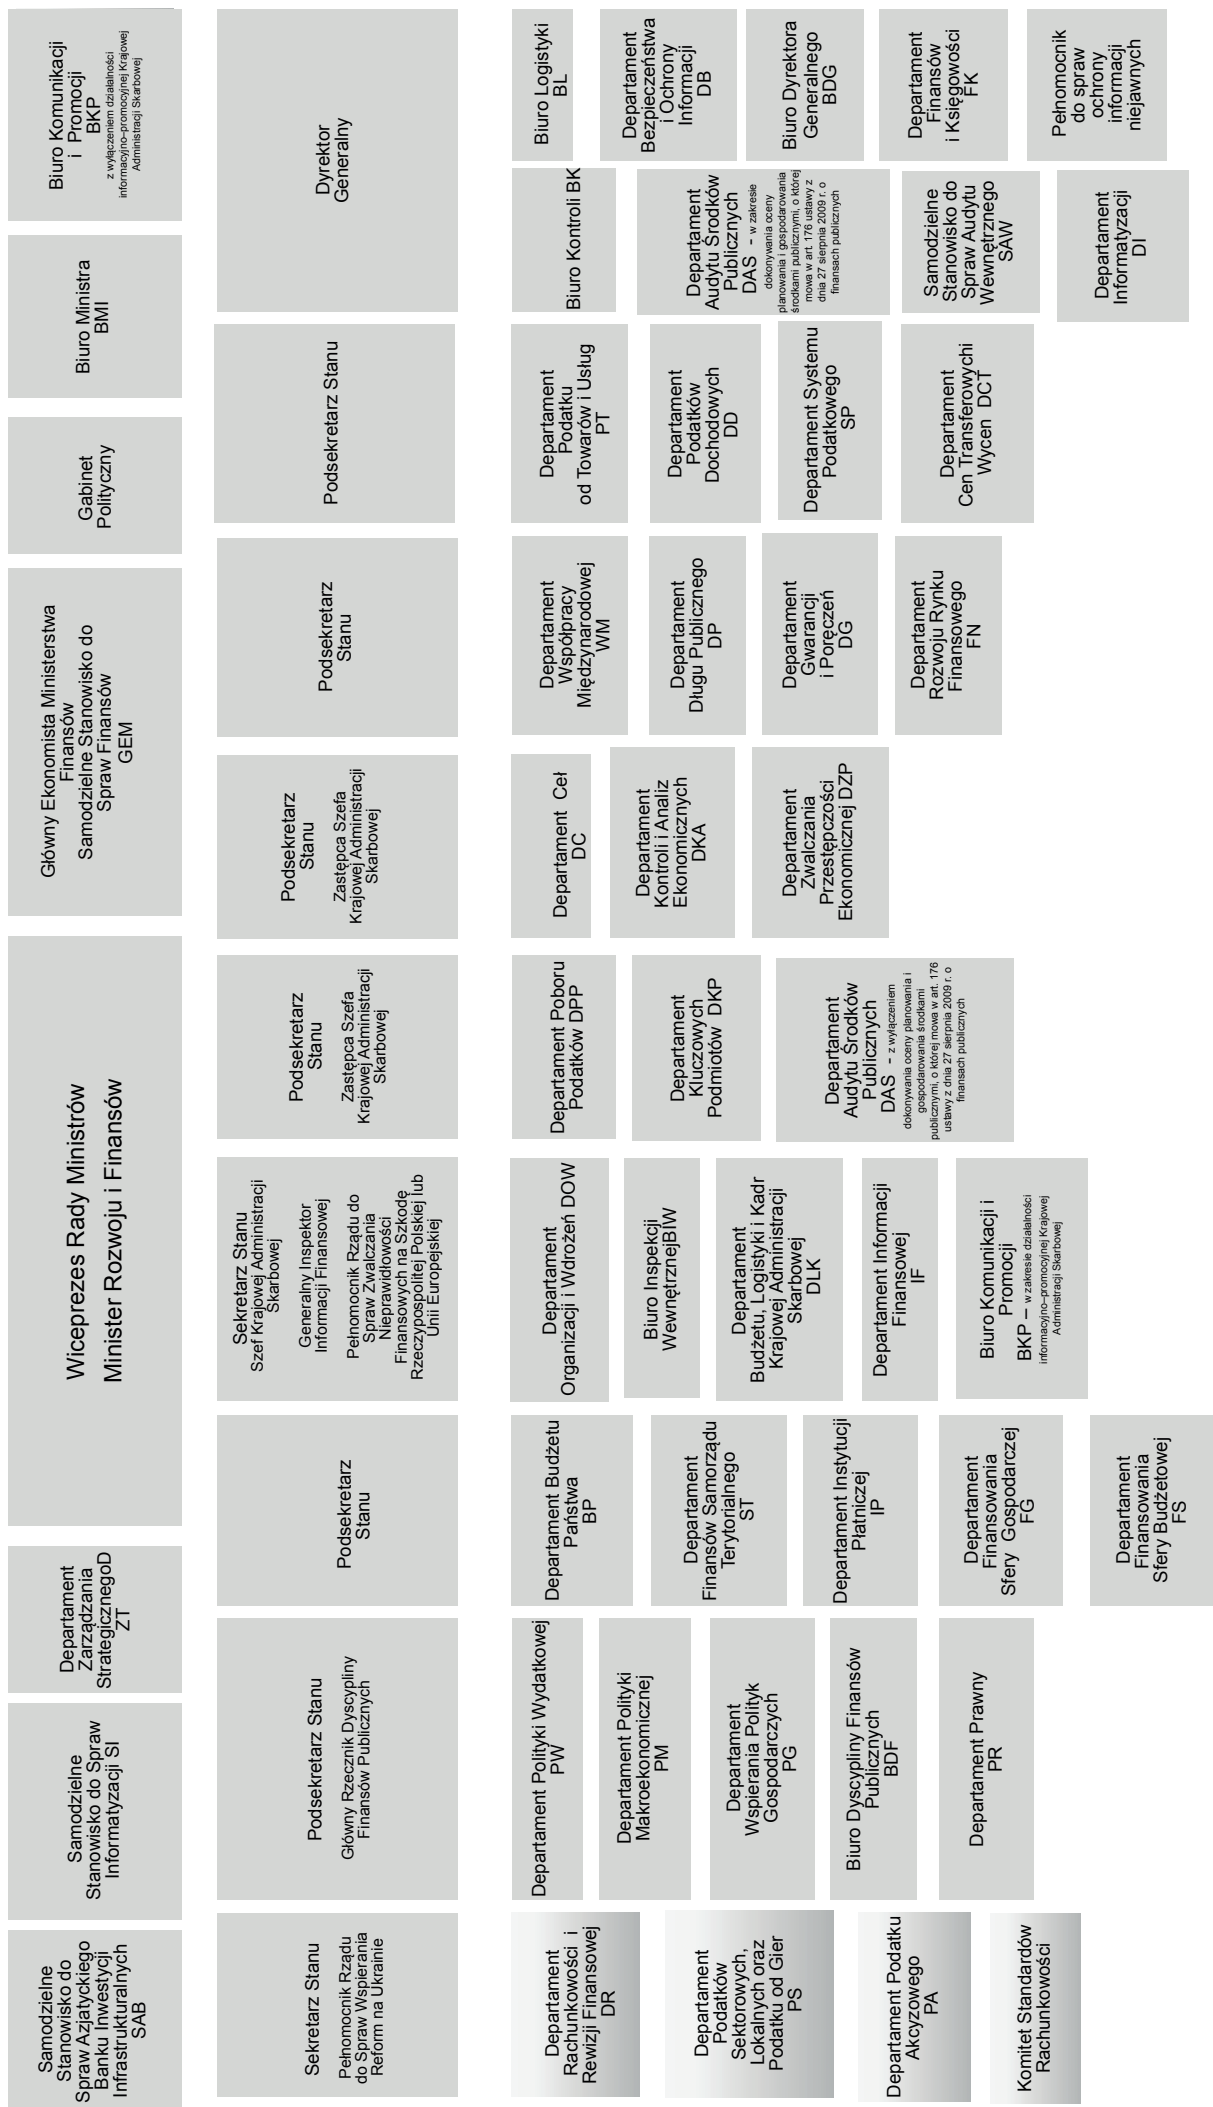 Samodzielne
Stanowisko do
Spraw Azjatyckiego
Banku Inwestycji
Infrastrukturalnych
SAB
Samodzielne
Stanowisko do Spraw
Informatyzacji SI
Departament
Zarządzania
StrategicznegoD
ZT
Wiceprezes Rady Ministrów
Minister Rozwoju i Finansów
Główny Ekonomista Ministerstwa
Finansów
Samodzielne Stanowisko do
Spraw Finansów
GEM
Gabinet
Polityczny
Biuro Ministra
BMI
Biuro Komunikacji
i Promocji
BKP
z wyłączeniem działalności
informacyjno–promocyjnej Krajowej
Administracji Skarbowej
Sekretarz Stanu
Pełnomocnik Rządu
do Spraw Wspierania
Reform na Ukrainie
Podsekretarz Stanu
Główny Rzecznik Dyscypliny
Finansów Publicznych
Podsekretarz
Stanu
Sekretarz Stanu
Szef Krajowej Administracji
Skarbowej
Generalny Inspektor
Informacji Finansowej
Pełnomocnik Rządu do
Spraw Zwalczania
Nieprawidłowości
Finansowych na Szkodę
Rzeczypospolitej Polskiej lub
Unii Europejskiej
Podsekretarz
Stanu
Zastępca Szefa
Krajowej Administracji
Skarbowej
Podsekretarz
Stanu
Zastępca Szefa
Krajowej Administracji
Skarbowej
Podsekretarz
Stanu
Podsekretarz Stanu
Dyrektor
Generalny
Departament
Rachunkowości i
Rewizji Finansowej
DR
Departament
Podatków
Sektorowych,
Lokalnych oraz
Podatku od Gier
PS
Departament Podatku
Akcyzowego
PA
Komitet Standardów
Rachunkowości
Departament Polityki Wydatkowej
PW
Departament Polityki
Makroekonomicznej
PM
Departament
Wspierania Polityk
Gospodarczych
PG
Biuro Dyscypliny Finansów
Publicznych
BDF
Departament Prawny
PR
Departament Budżetu
Państwa
BP
Departament
Finansów Samorządu
Terytorialnego
ST
Departament Instytucji
Płatniczej
IP
Departament
Finansowania
Sfery Gospodarczej
FG
Departament
Finansowania
Sfery Budżetowej
FS
Departament
Organizacji i Wdrożeń DOW
Biuro Inspekcji
WewnętrznejBIW
Departament
Budżetu, Logistyki i Kadr
Krajowej Administracji
Skarbowej
DLK
Departament Informacji
Finansowej
IF
Biuro Komunikacji i
Promocji
BKP – w zakresie działalności
informacyjno–promocyjnej Krajowej
Administracji Skarbowej
Departament Poboru
Podatków DPP
Departament
Kluczowych
Podmiotów DKP
Departament
Audytu Środków
Publicznych
DAS - z wyłączeniem
dokonywania oceny planowania i
gospodarowania środkami
publicznymi, o której mowa w art. 176
ustawy z dnia 27 sierpnia 2009 r. o
finansach publicznych
Departament Ceł
DC
Departament
Kontroli i Analiz
Ekonomicznych
DKA
Departament
Zwalczania
Przestępczości
Ekonomicznej DZP
Departament
Współpracy
Międzynarodowej
WM
Departament
Długu Publicznego
DP
Departament
Gwarancji
i Poręczeń
DG
Departament
Rozwoju Rynku
Finansowego
FN
Departament
Podatku
od Towarów i Usług
PT
Departament
Podatków
Dochodowych
DD
Departament Systemu
Podatkowego
SP
Departament
Cen Transferowychi
Wycen DCT
Biuro Kontroli BK
Departament
Audytu Środków
Publicznych
DAS - w zakresie
dokonywania oceny
planowania i gospodarowania
środkami publicznymi, o której
mowa w art. 176 ustawy z
dnia 27 sierpnia 2009 r. o
finansach publicznych
Samodzielne
Stanowisko do
Spraw Audytu
Wewnętrznego
SAW
Departament
Informatyzacji
DI
Biuro Logistyki
BL
Departament
Bezpieczeństwa
i Ochrony
Informacji
DB
Biuro Dyrektora
Generalnego
BDG
Departament
Finansów
i Księgowości
FK
Pełnomocnik
do spraw
ochrony
informacji
niejawnych